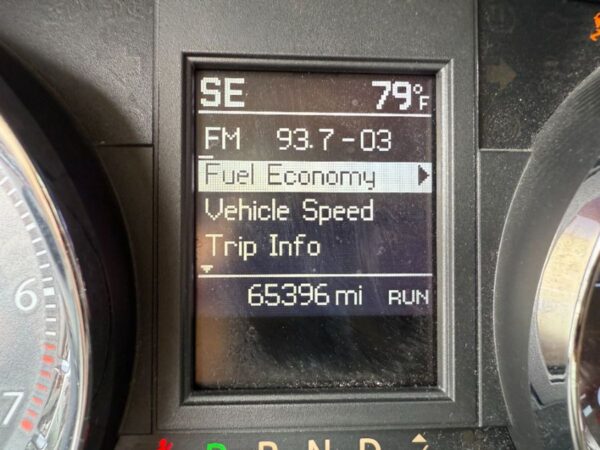 SE 79°F
FM 93.7-03
Fuel Economy
Vehicle Speed
Trip Info
65396 mi RUN
6
7
P R N D